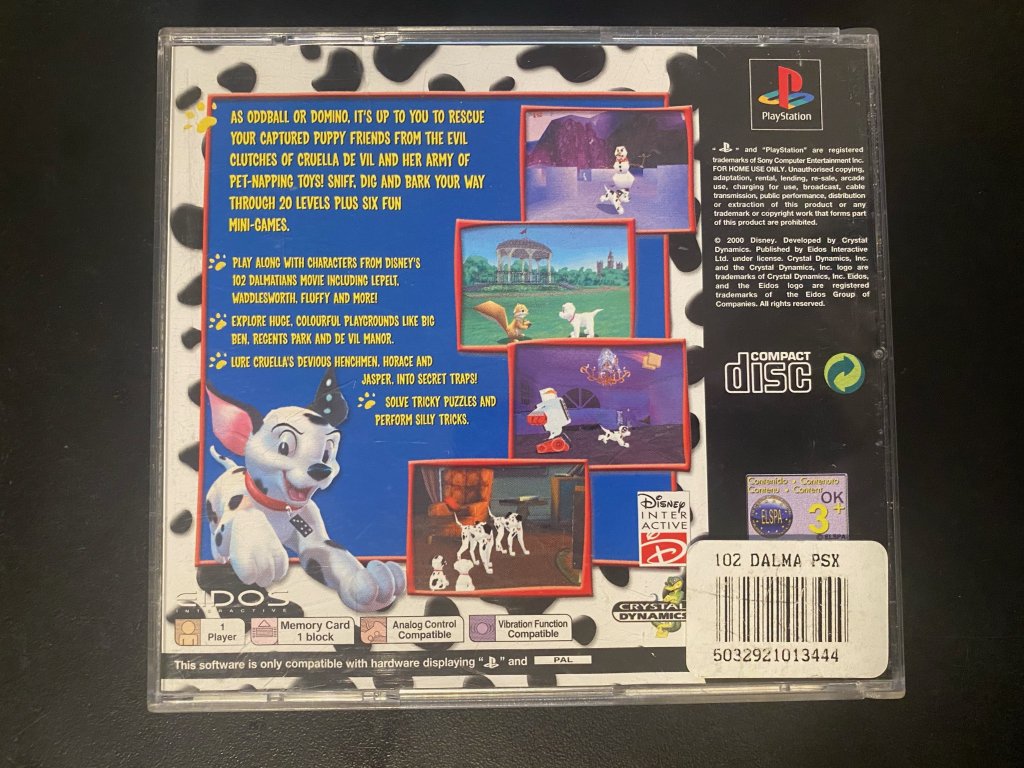 AS ODDBALL OR DOMINO, IT'S UP TO YOU TO RESCUE
YOUR CAPTURED PUPPY FRIENDS FROM THE EVIL
CLUTCHES OF CRUELLA DE VIL AND HER ARMY OF
PET-NAPPING TOYS! SNIFF, DIG AND BARK YOUR WAY
THROUGH 20 LEVELS PLUS SIX FUN
MINI-GAMES.
PLAY ALONG WITH CHARACTERS FROM DISNEY'S
102 DALMATIANS MOVIE INCLUDING LEPELT,
WADDLESWORTH, FLUFFY AND MORE!
EXPLORE HUGE, COLOURFUL PLAYGROUNDS LIKE BIG
BEN, REGENTS PARK AND DE VIL MANOR.
LURE CRUELLA'S DEVIOUS HENCHMEN, HORACE AND
JASPER, INTO SECRET TRAPS!
SOLVE TRICKY PUZZLES AND
PERFORM SILLY TRICKS.
Disney
INTER
ACTIVE
EIDOS
INTERACTIVE
CRYSTAL
DYNAMICS
1
Player
Memory Card
1 block
Analog Control
Compatible
Vibration Function
Compatible
This software is only compatible with hardware displaying " " and PAL
PlayStation
" " and "PlayStation" are registered
trademarks of Sony Computer Entertainment Inc.
FOR HOME USE ONLY. Unauthorised copying,
adaptation, rental, lending, re-sale, arcade
use, charging for use, broadcast, cable
transmission, public performance, distribution
or extraction of this product or any
trademark or copyright work that forms part
of this product are prohibited.
© 2000 Disney. Developed by Crystal
Dynamics. Published by Eidos Interactive
Ltd. under license. Crystal Dynamics, Inc.
and the Crystal Dynamics, Inc. logo are
trademarks of Crystal Dynamics, Inc. Eidos,
and the Eidos logo are registered
trademarks of the Eidos Group of
Companies. All rights reserved.
COMPACT
disc
Contenido • Contenuto
Contenu • Content
OK
3+
ELSPA
© ELSPA
102 DALMA PSX
5032921013444